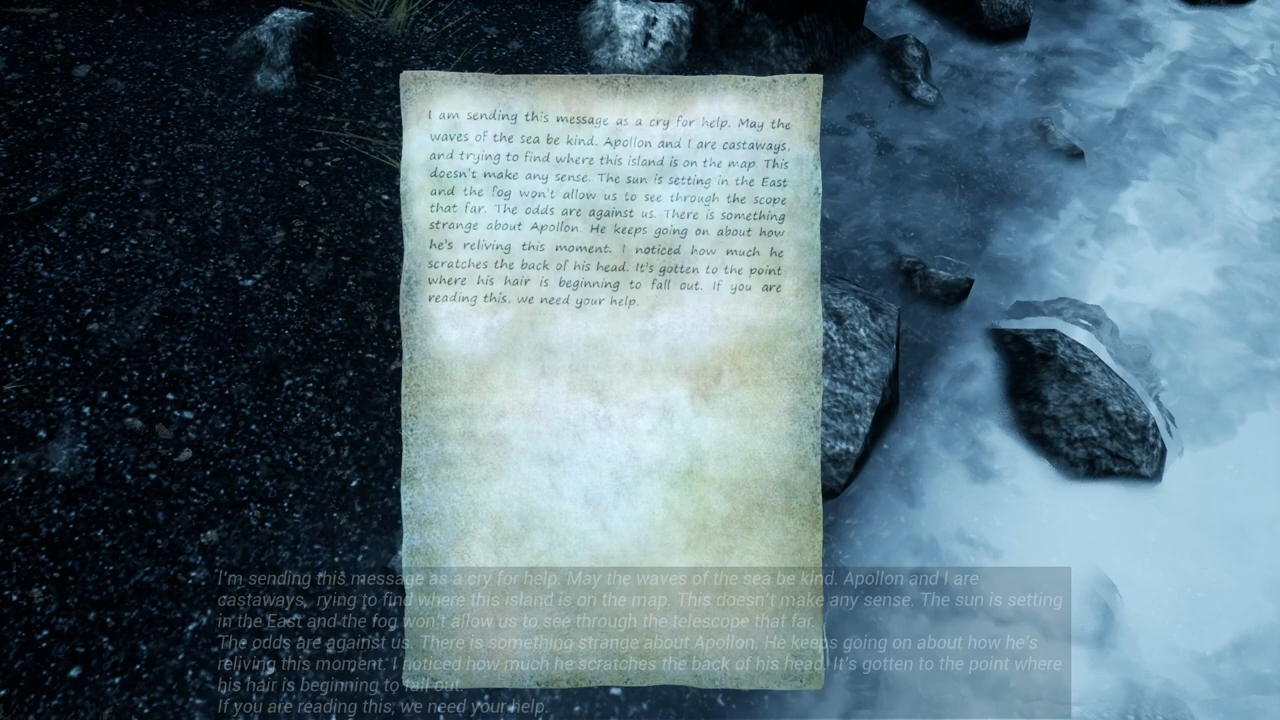 I am sending this message as a cry for help. May the
waves of the sea be kind. Apollon and I are castaways,
and trying to find where this island is on the map. This
doesn't make any sense. The sun is setting in the East
and the fog won't allow us to see through the scope
that far. The odds are against us. There is something
strange about Apollon. He keeps going on about how
he's reliving this moment. I noticed how much he
scratches the back of his head. It's gotten to the point
where his hair is beginning to fall out. If you are
reading this, we need your help.
I'm sending this message as a cry for help. May the waves of the sea be kind. Apollon and I are
castaways, rying to find where this island is on the map. This doesn't make any sense. The sun is setting
in the East and the fog won't allow us to see through the telescope that far.
The odds are against us. There is something strange about Apollon. He keeps going on about how he's
reliving this moment. I noticed how much he scratches the back of his head. It's gotten to the point where
his hair is beginning to fall out.
If you are reading this, we need your help.